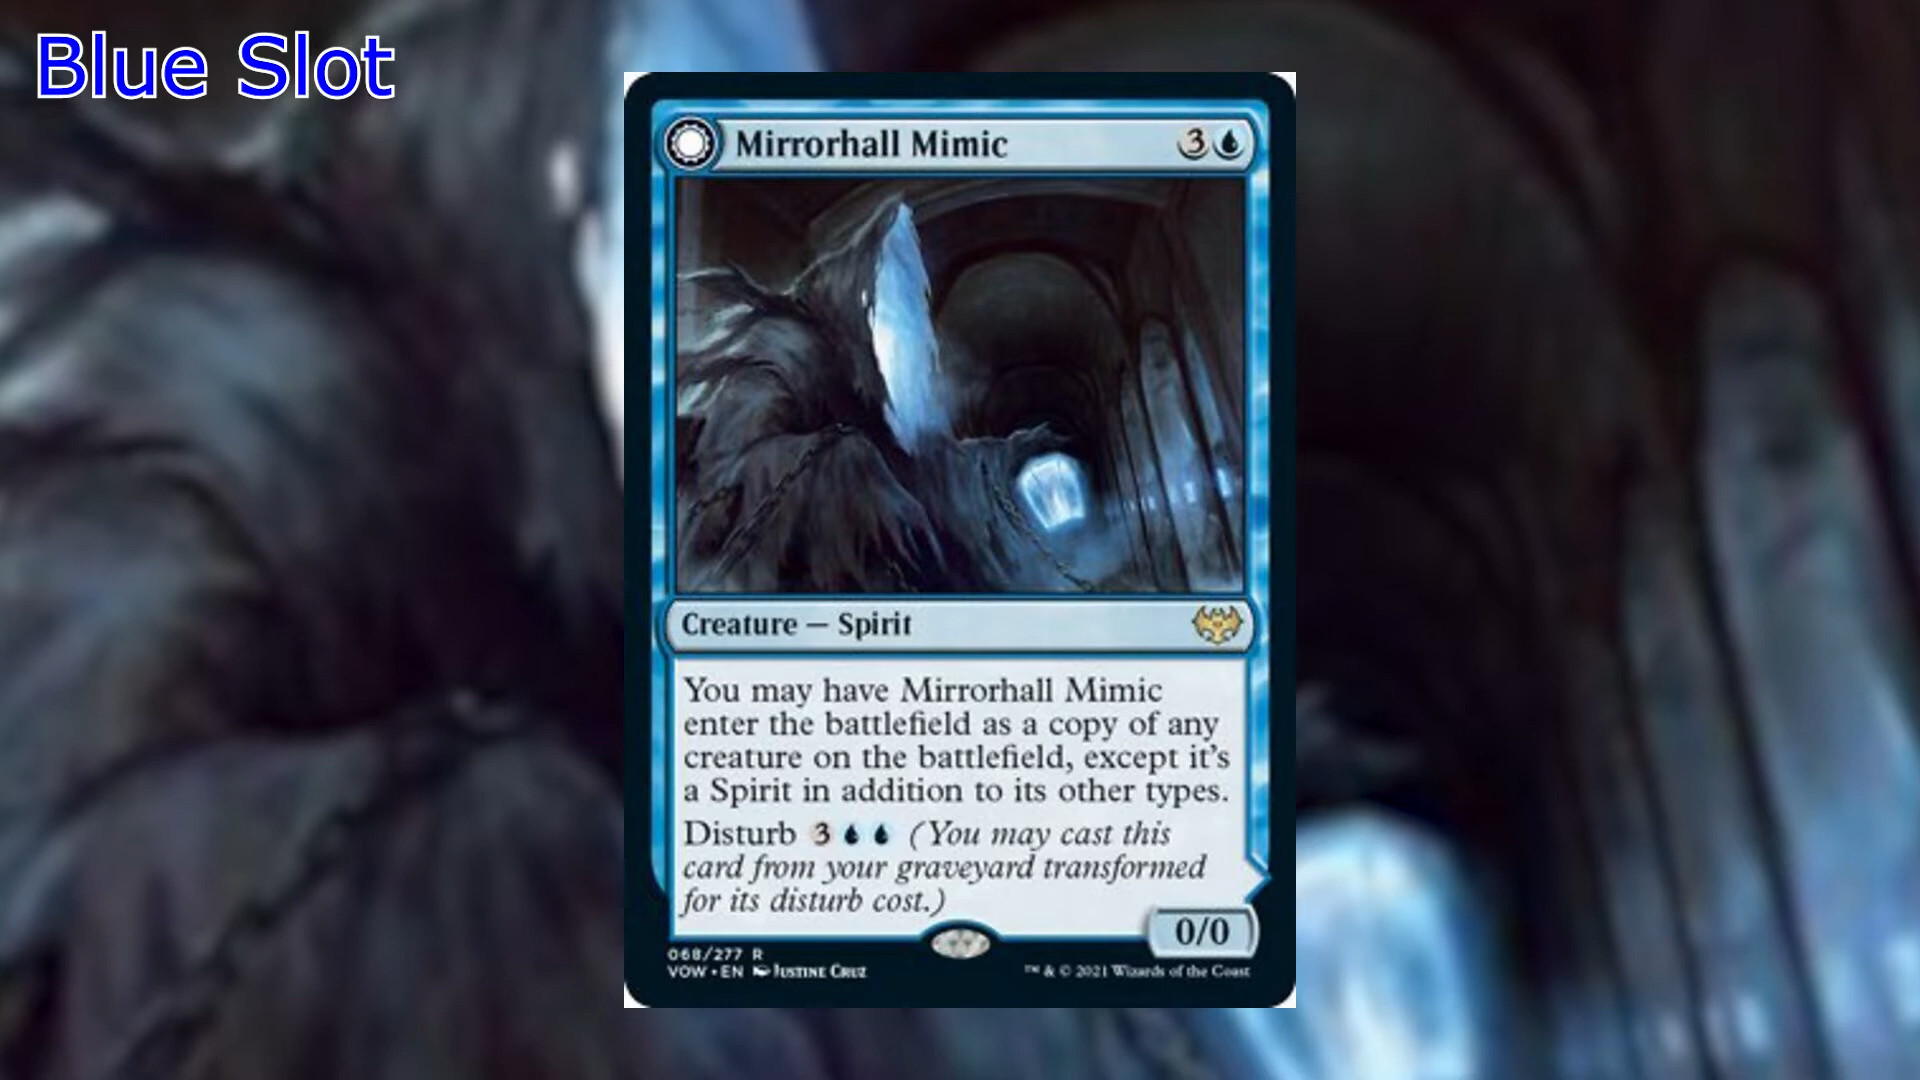 Blue Slot
Mirrorhall Mimic 3
Creature — Spirit
You may have Mirrorhall Mimic
enter the battlefield as a copy of any
creature on the battlefield, except it's
a Spirit in addition to its other types.
Disturb 3 (You may cast this
card from your graveyard transformed
for its disturb cost.)
0/0
068/277 R
VOW • EN Justine Cruz
™ & © 2021 Wizards of the Coast